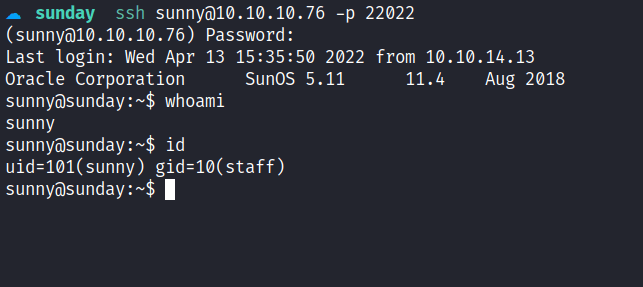 sunday ssh sunny@10.10.10.76 -p 22022
(sunny@10.10.10.76) Password:
Last login: Wed Apr 13 15:35:50 2022 from 10.10.14.13
Oracle Corporation      SunOS 5.11      11.4    Aug 2018
sunny@sunday:~$ whoami
sunny
sunny@sunday:~$ id
uid=101(sunny) gid=10(staff)
sunny@sunday:~$